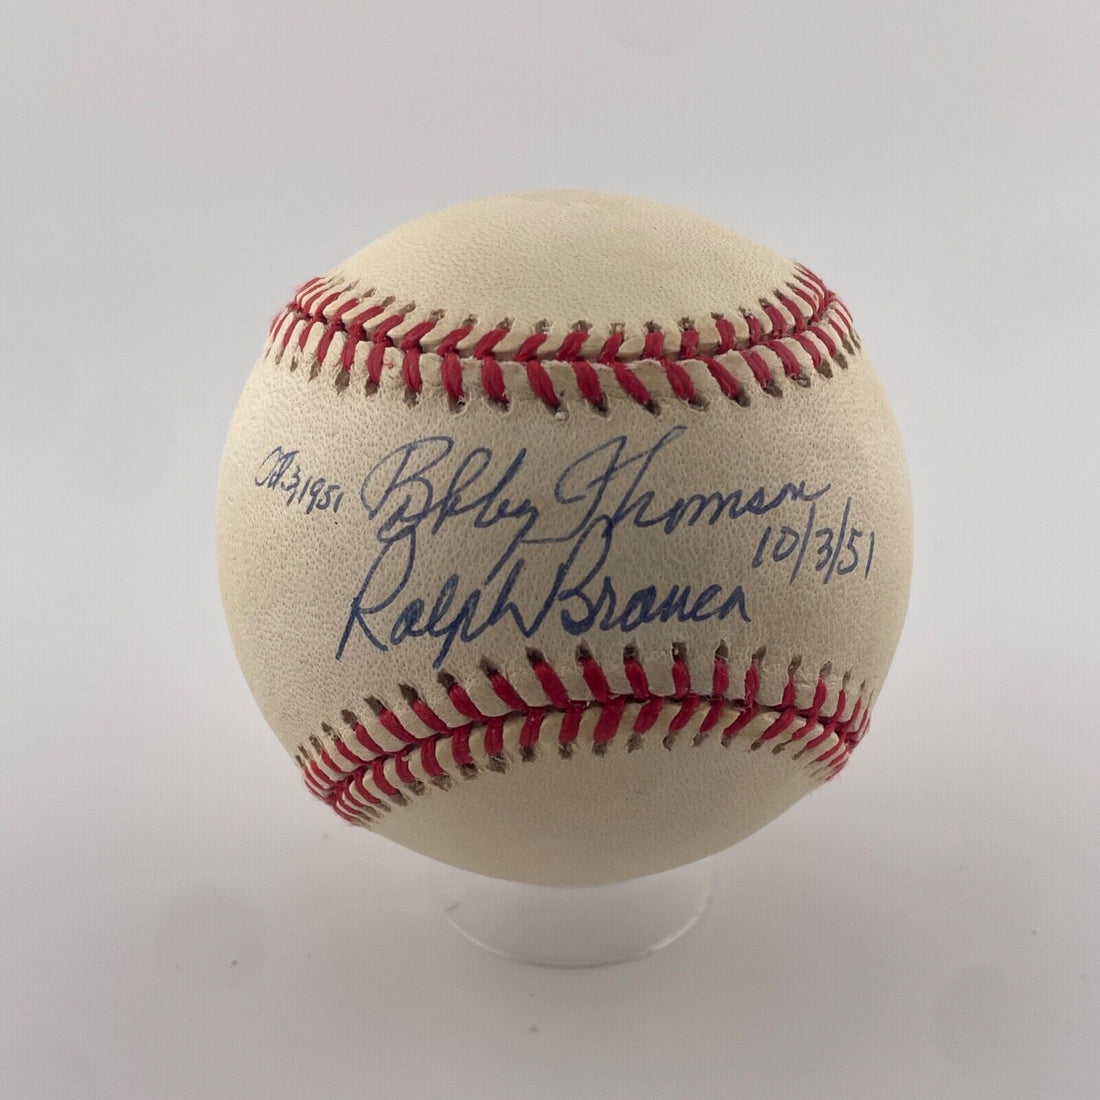 Oct. 3, 1951 Bobby Thomson
10/3/51
Ralph Branca